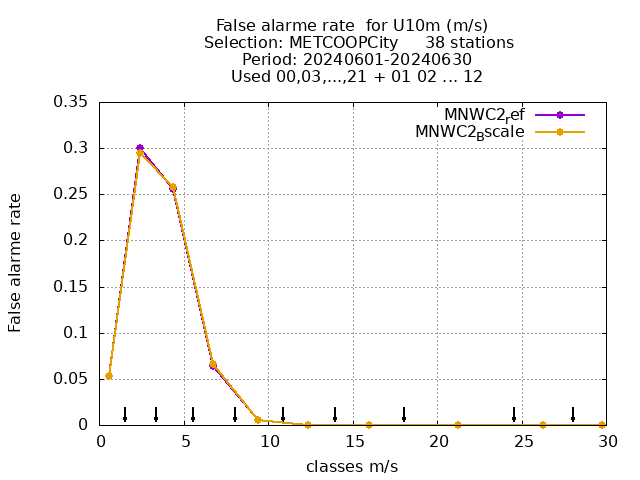 False alarme rate  for U10m (m/s)
Selection: METCOOPCity     38 stations
Period: 20240601-20240630
Used 00,03,...,21 + 01 02 ... 12
MNWC2ref
MNWC2Bscale
0.35
0.3
0.25
0.2
0.15
0.1
0.05
0
False alarme rate
0 5 10 15 20 25 30
classes m/s